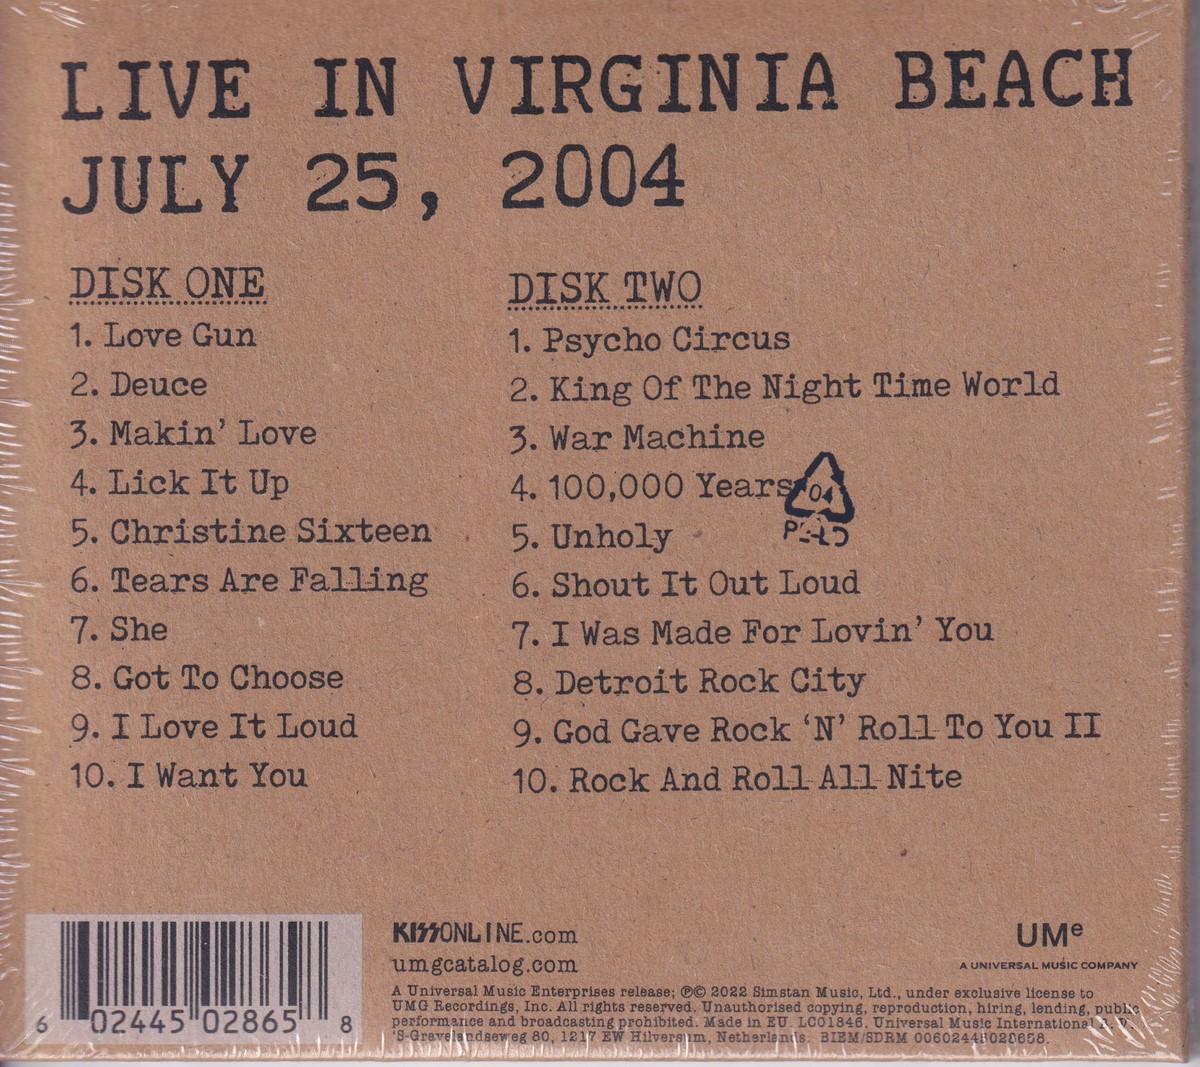 LIVE IN VIRGINIA BEACH
JULY 25, 2004
DISK ONE
1. Love Gun
2. Deuce
3. Makin' Love
4. Lick It Up
5. Christine Sixteen
6. Tears Are Falling
7. She
8. Got To Choose
9. I Love It Loud
10. I Want You
DISK TWO
1. Psycho Circus
2. King Of The Night Time World
3. War Machine
4. 100,000 Years
5. Unholy
6. Shout It Out Loud
7. I Was Made For Lovin' You
8. Detroit Rock City
9. God Gave Rock 'N' Roll To You II
10. Rock And Roll All Nite
04
6 02445 02865 8
KISSONLINE.com
umgcatalog.com
UMe
A UNIVERSAL MUSIC COMPANY
A Universal Music Enterprises release; ℗© 2022 Simstan Music, Ltd., under exclusive license to
UMG Recordings, Inc. All rights reserved. Unauthorised copying, reproduction, hiring, lending, public
performance and broadcasting prohibited. Made in EU. LC01846. Universal Music International B.V.,
'S-Gravelandseweg 80, 1217 EW Hilversum, Netherlands. BIEM/SDRM 00602445028658.